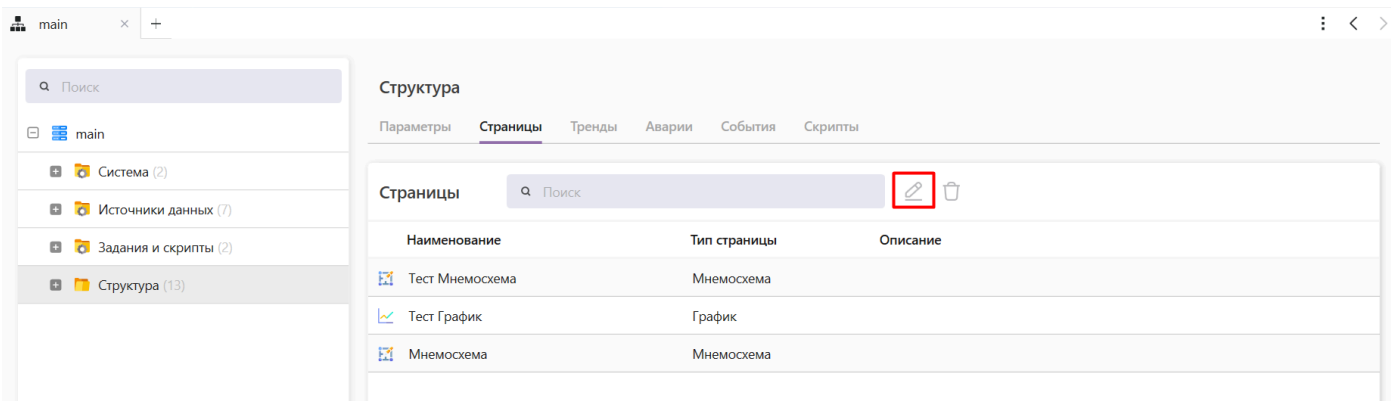 main
Поиск
main
Система (2)
Источники данных (7)
Задания и скрипты (2)
Структура (13)
Структура
Параметры Страницы Тренды Аварии События Скрипты
Страницы Поиск
Наименование Тип страницы Описание
Тест Мнемосхема Мнемосхема
Тест График График
Мнемосхема Мнемосхема